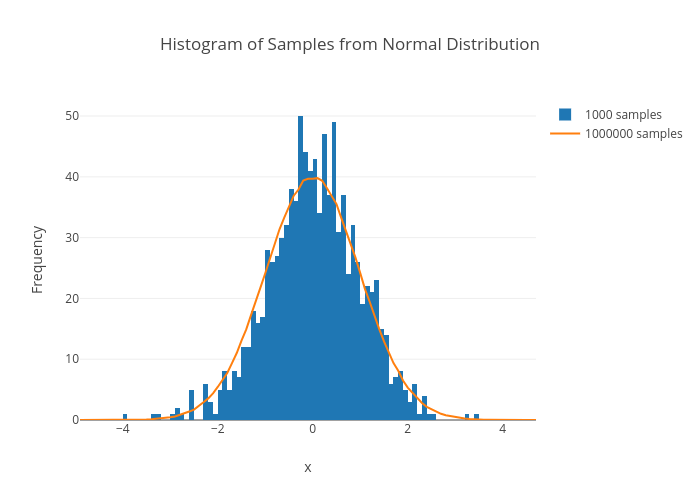 Histogram of Samples from Normal Distribution
1000 samples
1000000 samples
50
40
30
20
10
0
Frequency
−4
−2
0
2
4
x